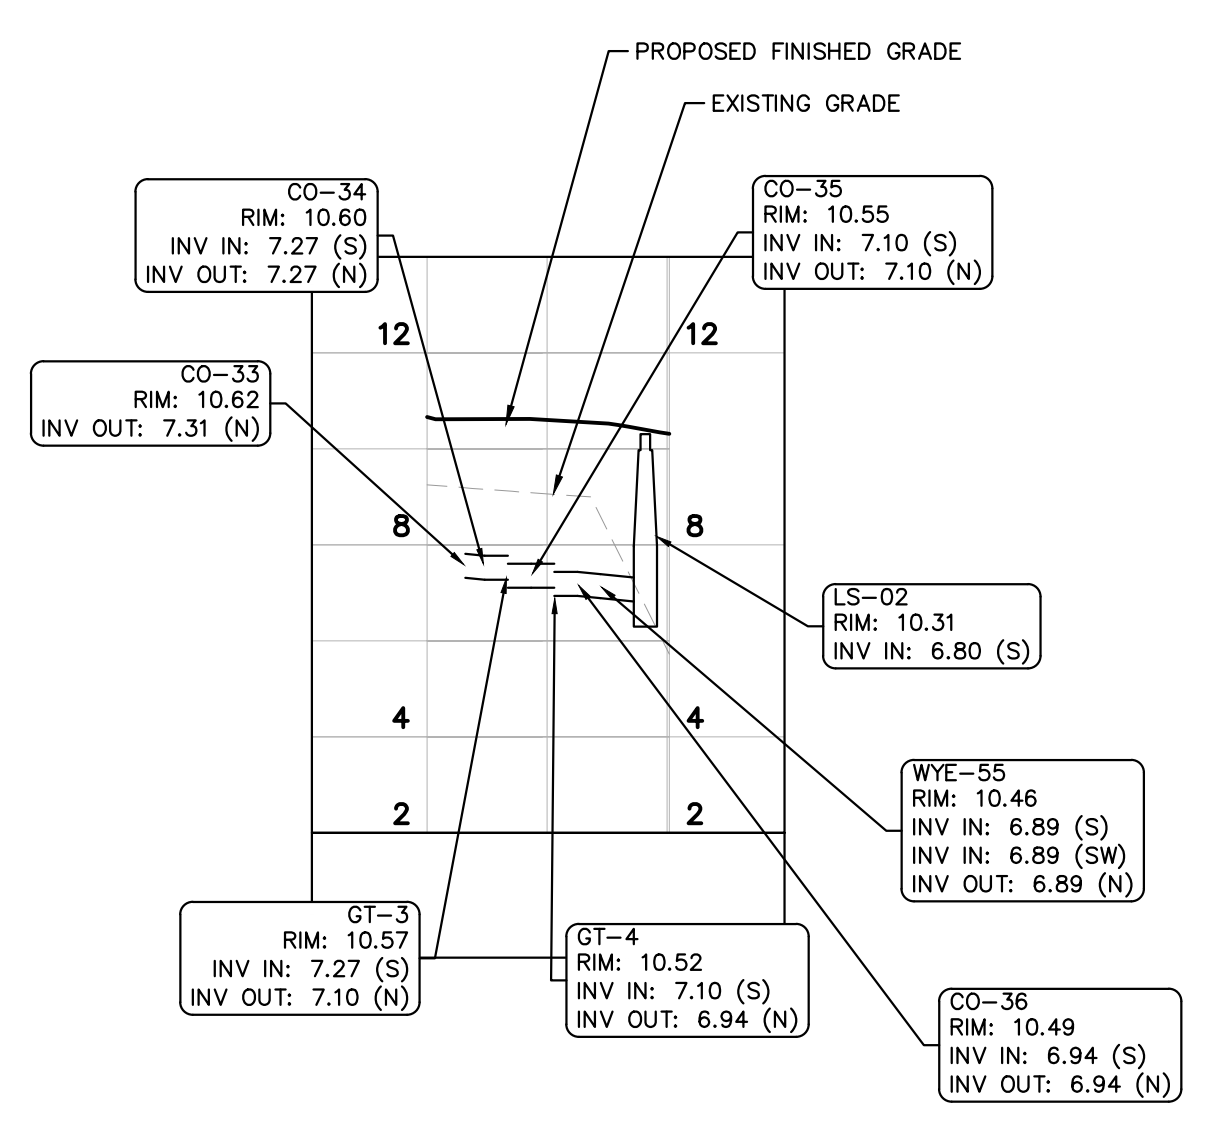 PROPOSED FINISHED GRADE
EXISTING GRADE
CO-34
RIM: 10.60
INV IN: 7.27 (S)
INV OUT: 7.27 (N)
CO-35
RIM: 10.55
INV IN: 7.10 (S)
INV OUT: 7.10 (N)
12
12
CO-33
RIM: 10.62
INV OUT: 7.31 (N)
8
8
LS-02
RIM: 10.31
INV IN: 6.80 (S)
4
4
WYE-55
RIM: 10.46
INV IN: 6.89 (S)
INV IN: 6.89 (SW)
INV OUT: 6.89 (N)
2
2
GT-3
RIM: 10.57
INV IN: 7.27 (S)
INV OUT: 7.10 (N)
GT-4
RIM: 10.52
INV IN: 7.10 (S)
INV OUT: 6.94 (N)
CO-36
RIM: 10.49
INV IN: 6.94 (S)
INV OUT: 6.94 (N)